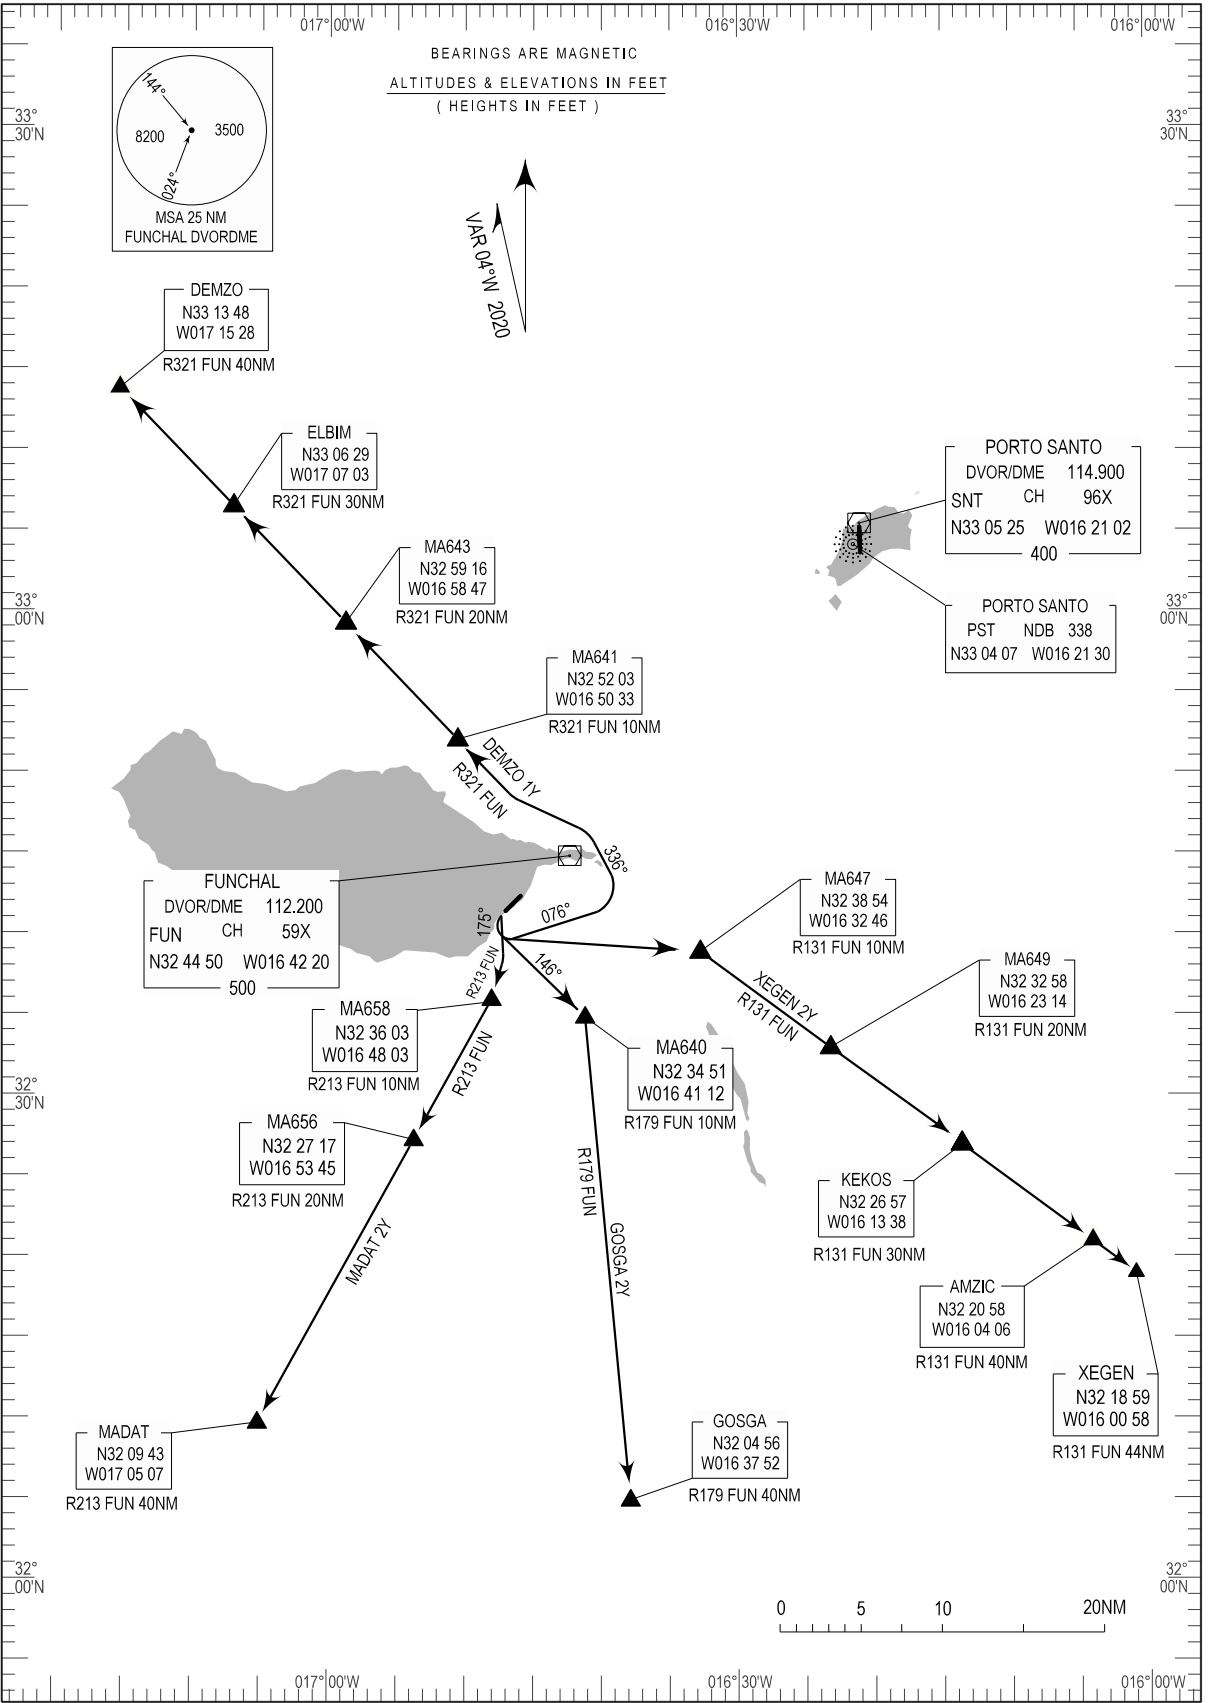 017°00'W
016°30'W
016°00'W
BEARINGS ARE MAGNETIC
ALTITUDES & ELEVATIONS IN FEET
( HEIGHTS IN FEET )
144°
8200
3500
024°
MSA 25 NM
FUNCHAL DVORDME
33°
30'N
33°
30'N
VAR 04°W 2020
DEMZO
N33 13 48
W017 15 28
R321 FUN 40NM
ELBIM
N33 06 29
W017 07 03
R321 FUN 30NM
PORTO SANTO
DVOR/DME 114.900
SNT CH 96X
N33 05 25 W016 21 02
400
MA643
N32 59 16
W016 58 47
R321 FUN 20NM
33°
00'N
33°
00'N
PORTO SANTO
PST NDB 338
N33 04 07 W016 21 30
MA641
N32 52 03
W016 50 33
R321 FUN 10NM
DEMZO 1Y
R321 FUN
336°
076°
175°
146°
FUNCHAL
DVOR/DME 112.200
FUN CH 59X
N32 44 50 W016 42 20
500
MA647
N32 38 54
W016 32 46
R131 FUN 10NM
R213 FUN
XEGEN 2Y
R131 FUN
MA649
N32 32 58
W016 23 14
R131 FUN 20NM
MA658
N32 36 03
W016 48 03
R213 FUN 10NM
R213 FUN
MA640
N32 34 51
W016 41 12
R179 FUN 10NM
32°
30'N
32°
30'N
MA656
N32 27 17
W016 53 45
R213 FUN 20NM
R179 FUN
KEKOS
N32 26 57
W016 13 38
R131 FUN 30NM
MADAT 2Y
GOSGA 2Y
AMZIC
N32 20 58
W016 04 06
R131 FUN 40NM
XEGEN
N32 18 59
W016 00 58
R131 FUN 44NM
MADAT
N32 09 43
W017 05 07
R213 FUN 40NM
GOSGA
N32 04 56
W016 37 52
R179 FUN 40NM
32°
00'N
32°
00'N
0 5 10 20NM
017°00'W
016°30'W
016°00'W